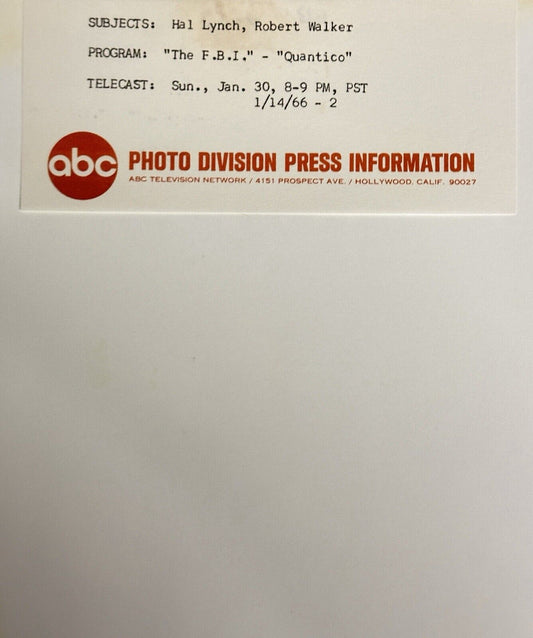 SUBJECTS: Hal Lynch, Robert Walker
PROGRAM: "The F.B.I." - "Quantico"
TELECAST: Sun., Jan. 30, 8-9 PM, PST
1/14/66 - 2
abc PHOTO DIVISION PRESS INFORMATION
ABC TELEVISION NETWORK / 4151 PROSPECT AVE. / HOLLYWOOD, CALIF. 90027